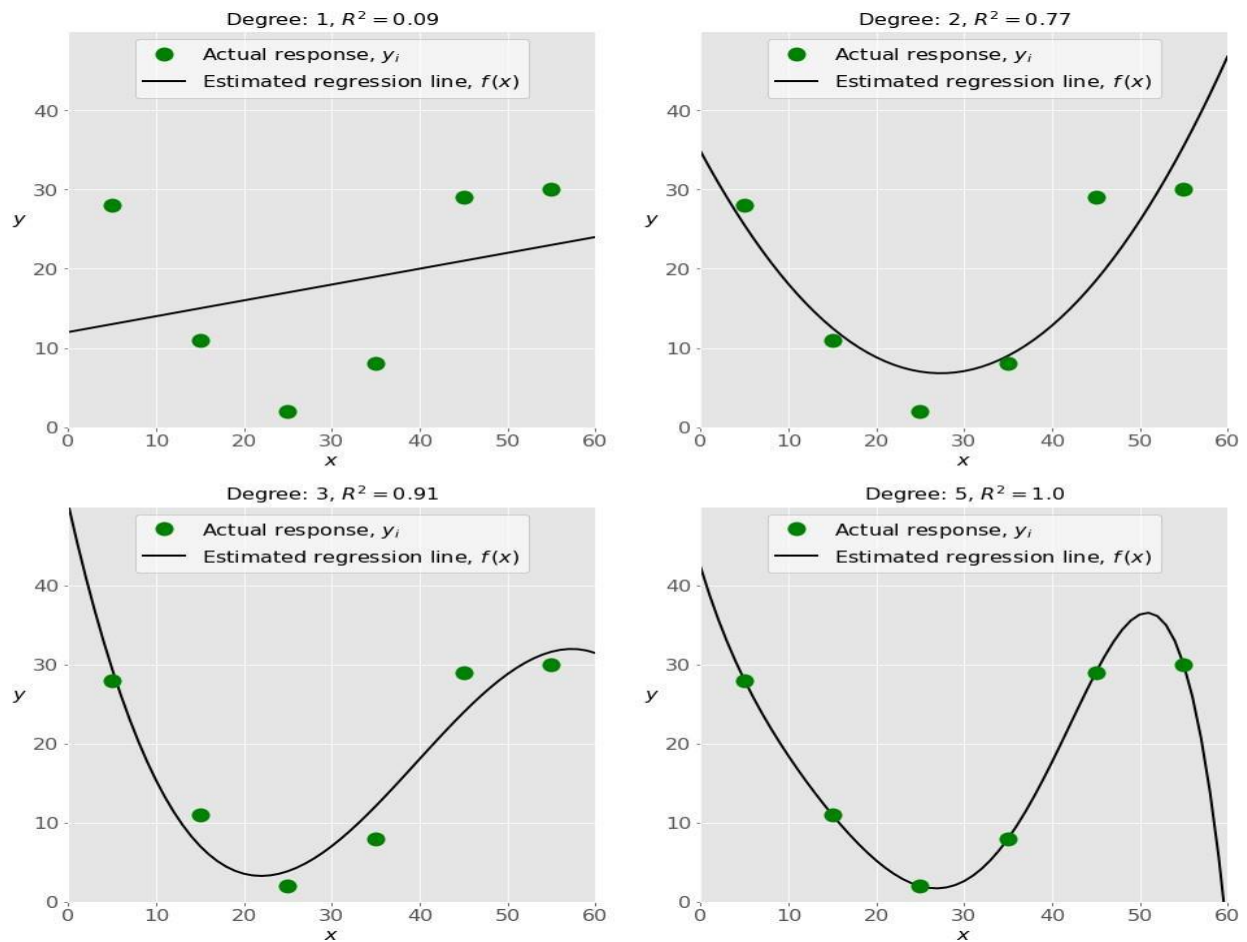 Degree: 1, R² = 0.09
Actual response, yᵢ
Estimated regression line, f(x)
40
30
y
20
10
0
0 10 20 30 40 50 60
x
Degree: 2, R² = 0.77
Actual response, yᵢ
Estimated regression line, f(x)
40
30
y
20
10
0
0 10 20 30 40 50 60
x
Degree: 3, R² = 0.91
Actual response, yᵢ
Estimated regression line, f(x)
40
30
y
20
10
0
0 10 20 30 40 50 60
x
Degree: 5, R² = 1.0
Actual response, yᵢ
Estimated regression line, f(x)
40
30
y
20
10
0
0 10 20 30 40 50 60
x